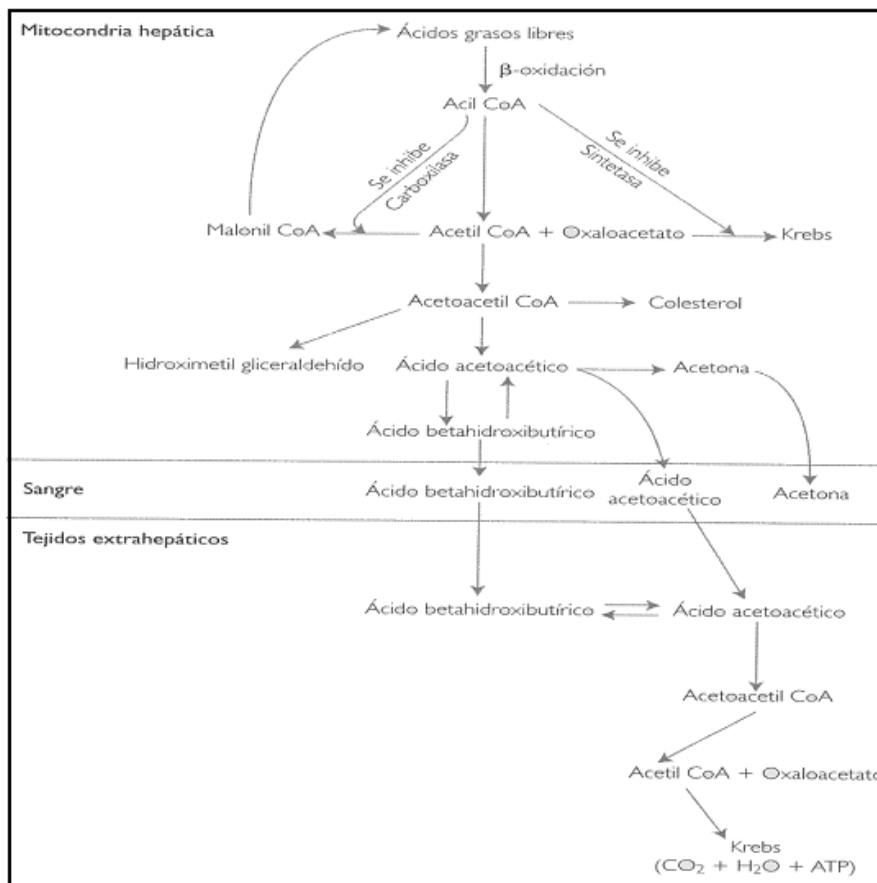 Mitocondria hepática
Ácidos grasos libres
β-oxidación
Acil CoA
Se inhibe
Carboxilasa
Se inhibe
Sintetasa
Malonil CoA
Acetil CoA + Oxaloacetato
Krebs
Acetoacetil CoA
Colesterol
Hidroximetil gliceraldehído
Ácido acetoacético
Acetona
Ácido betahidroxibutírico
Sangre
Ácido betahidroxibutírico
Ácido
acetoacético
Acetona
Tejidos extrahepáticos
Ácido betahidroxibutírico
Ácido acetoacético
Acetoacetil CoA
Acetil CoA + Oxaloacetato
Krebs
(CO₂ + H₂O + ATP)